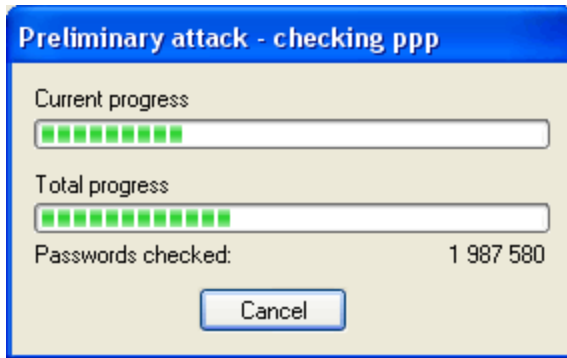 Preliminary attack - checking ppp
Current progress
Total progress
Passwords checked: 1 987 580
Cancel